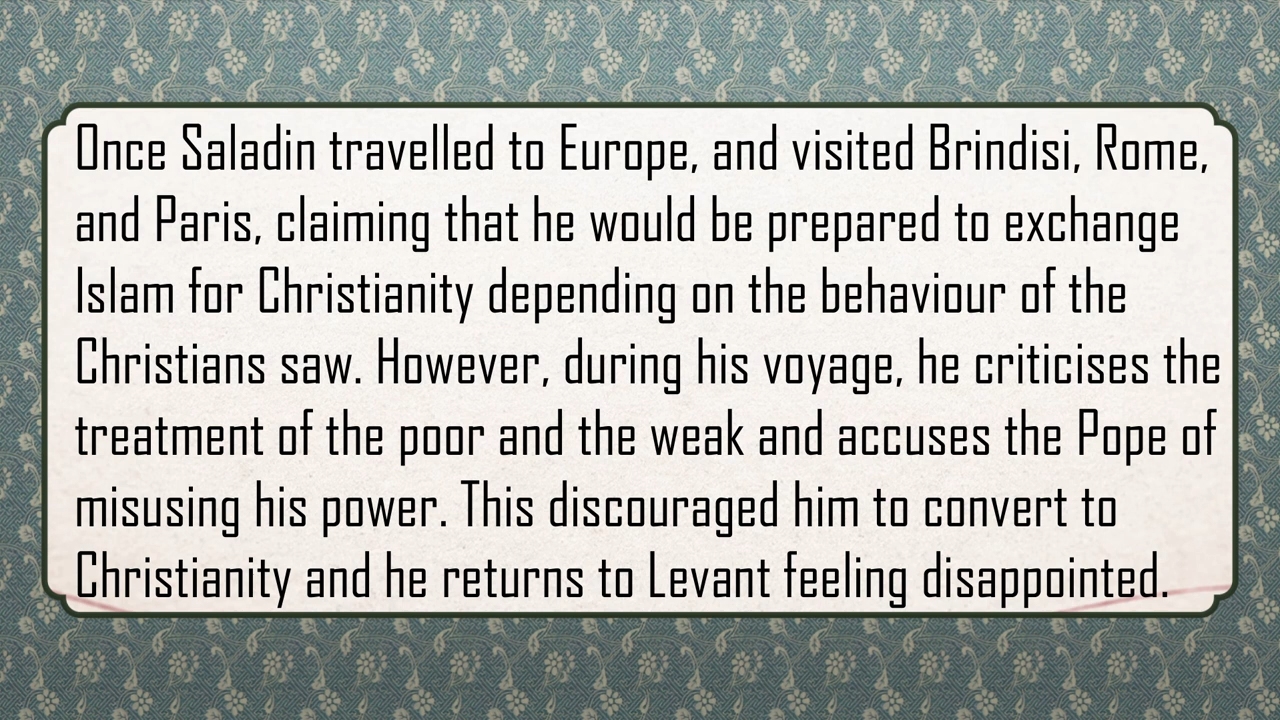 Once Saladin travelled to Europe, and visited Brindisi, Rome,
and Paris, claiming that he would be prepared to exchange
Islam for Christianity depending on the behaviour of the
Christians saw. However, during his voyage, he criticises the
treatment of the poor and the weak and accuses the Pope of
misusing his power. This discouraged him to convert to
Christianity and he returns to Levant feeling disappointed.